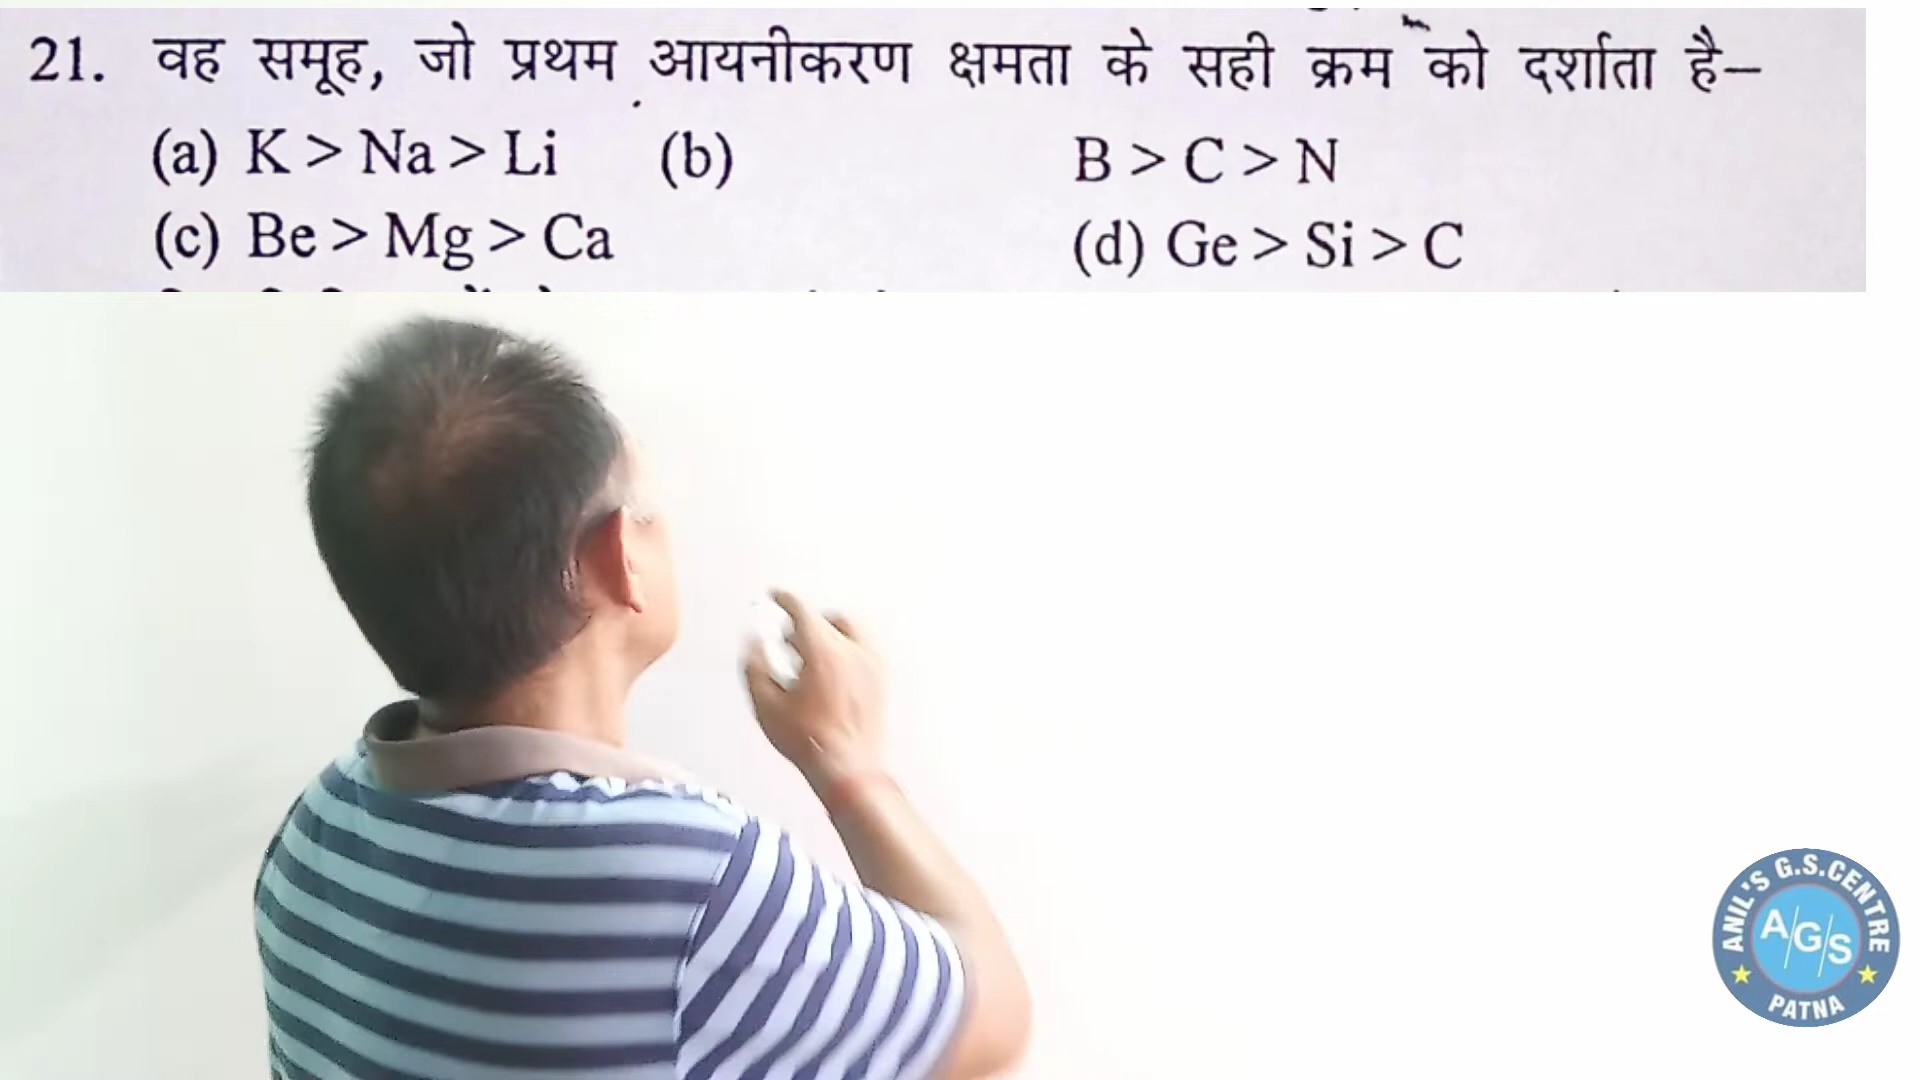 21. वह समूह, जो प्रथम आयनीकरण क्षमता के सही क्रम को दर्शाता है–
(a) K > Na > Li (b) B > C > N
(c) Be > Mg > Ca (d) Ge > Si > C
ANIL'S G.S.CENTRE
A/G/S
PATNA